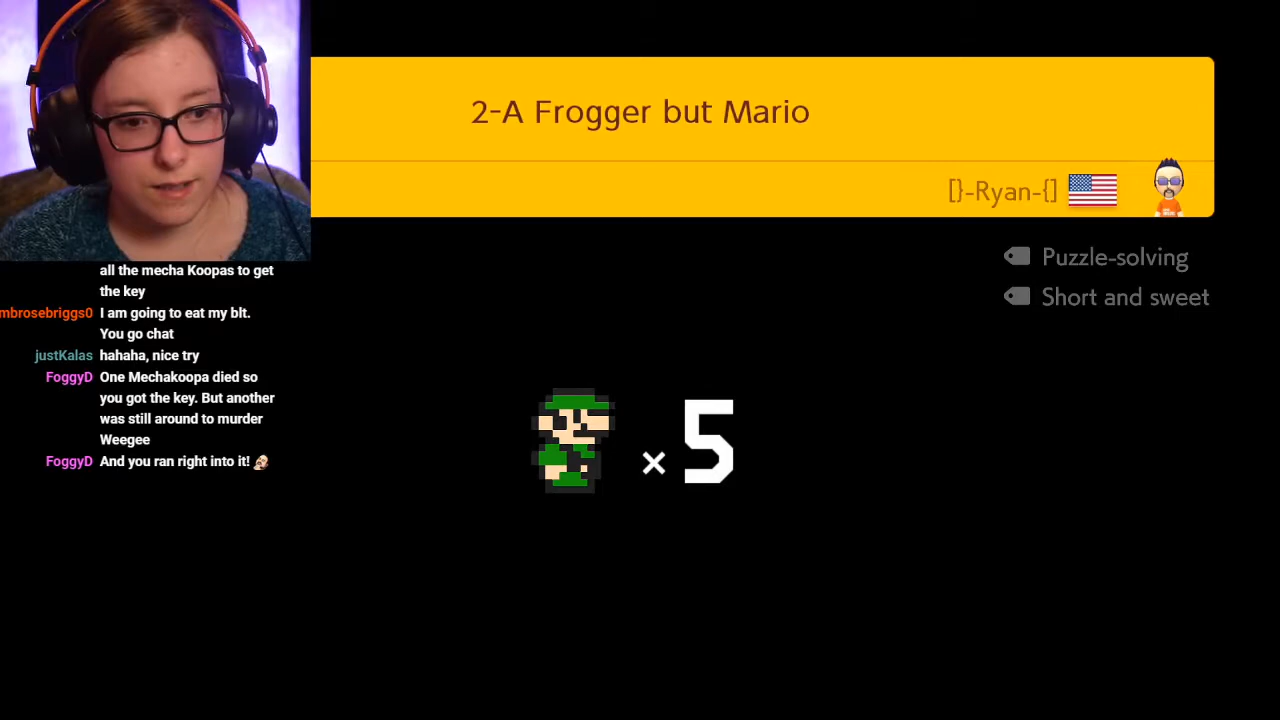 2-A Frogger but Mario
[}-Ryan-{]
Puzzle-solving
Short and sweet
all the mecha Koopas to get
the key
mbrosebriggs0 I am going to eat my blt.
You go chat
justKalas hahaha, nice try
FoggyD One Mechakoopa died so
you got the key. But another
was still around to murder
Weegee
FoggyD And you ran right into it!
× 5